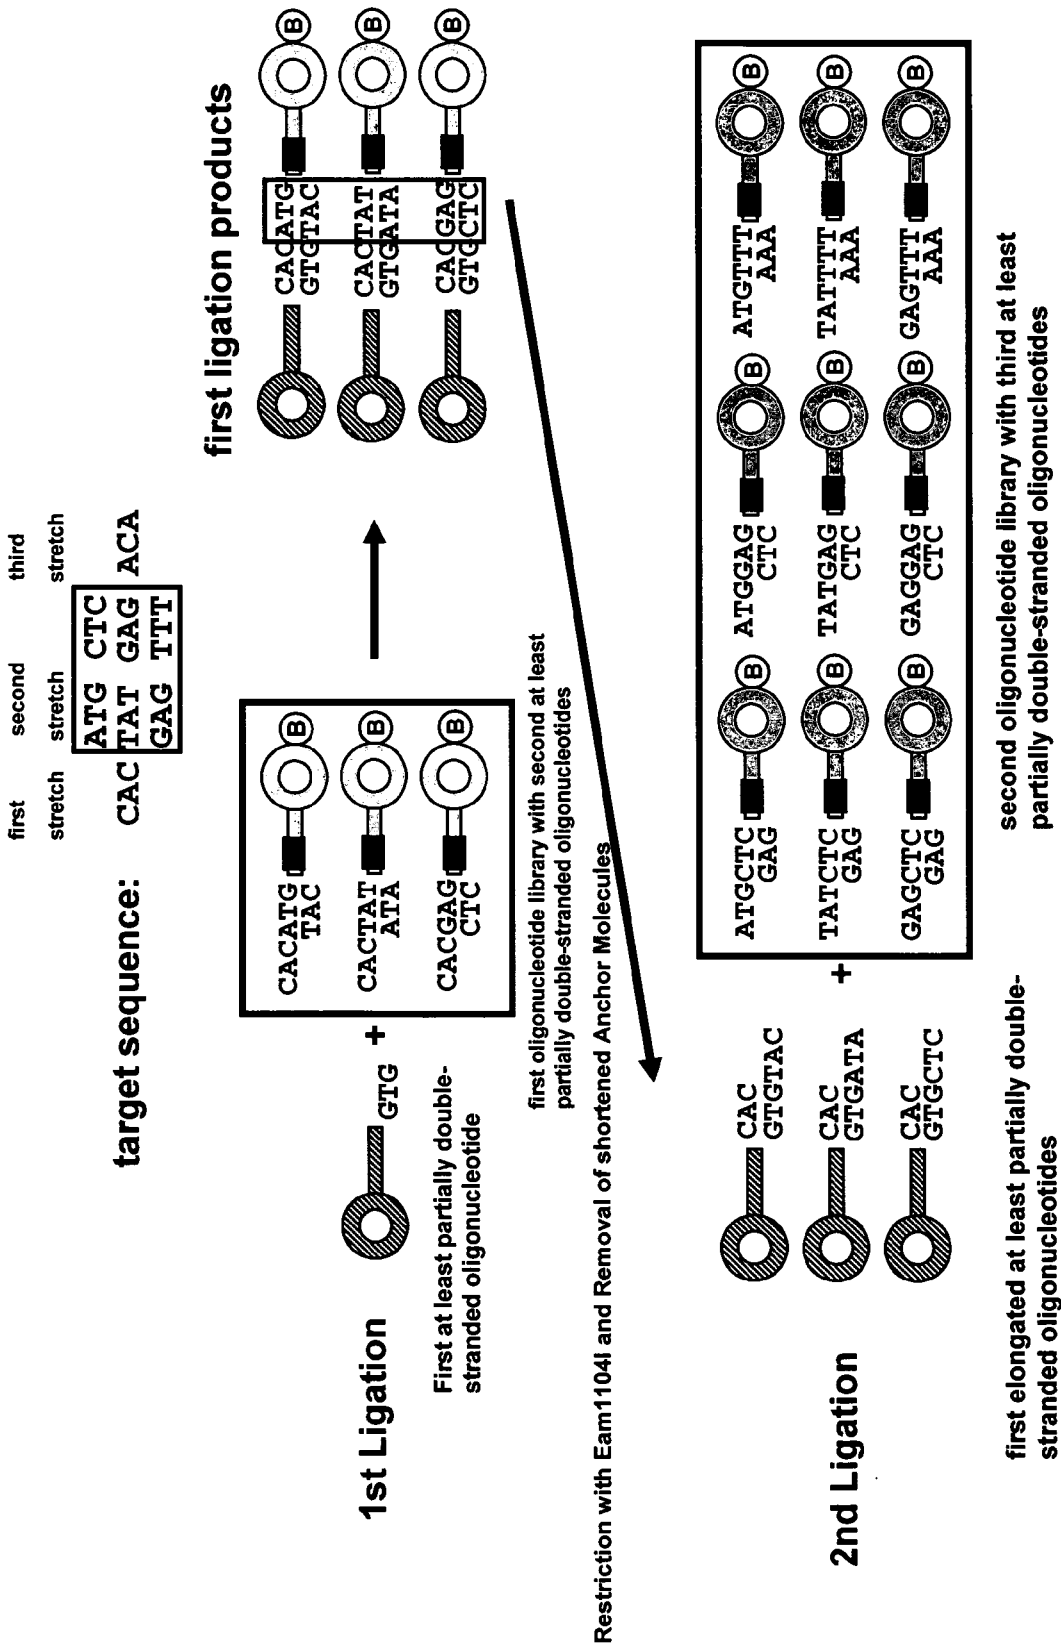 first second third
stretch stretch stretch
ATG CTC
target sequence: CAC TAT GAG ACA
GAG TTT
1st Ligation
GTG
First at least partially double-
stranded oligonucleotide
+
CACATG B
TAC
CACTAT B
ATA
CACGAG B
CTC
first oligonucleotide library with second at least
partially double-stranded oligonucleotides
first ligation products
CACATG B
GTGTAC
CACTAT B
GTGATA
CACGAG B
GTGCTC
Restriction with Eam1104I and Removal of shortened Anchor Molecules
2nd Ligation
CAC
GTGTAC
CAC
GTGATA
CAC
GTGCTC
first elongated at least partially double-
stranded oligonucleotides
+
ATGCTC B ATGGAG B ATGTTT B
GAG CTC AAA
TATCTC B TATGAG B TATTTT B
GAG CTC AAA
GAGCTC B GAGGAG B GAGTTT B
GAG CTC AAA
second oligonucleotide library with third at least
partially double-stranded oligonucleotides